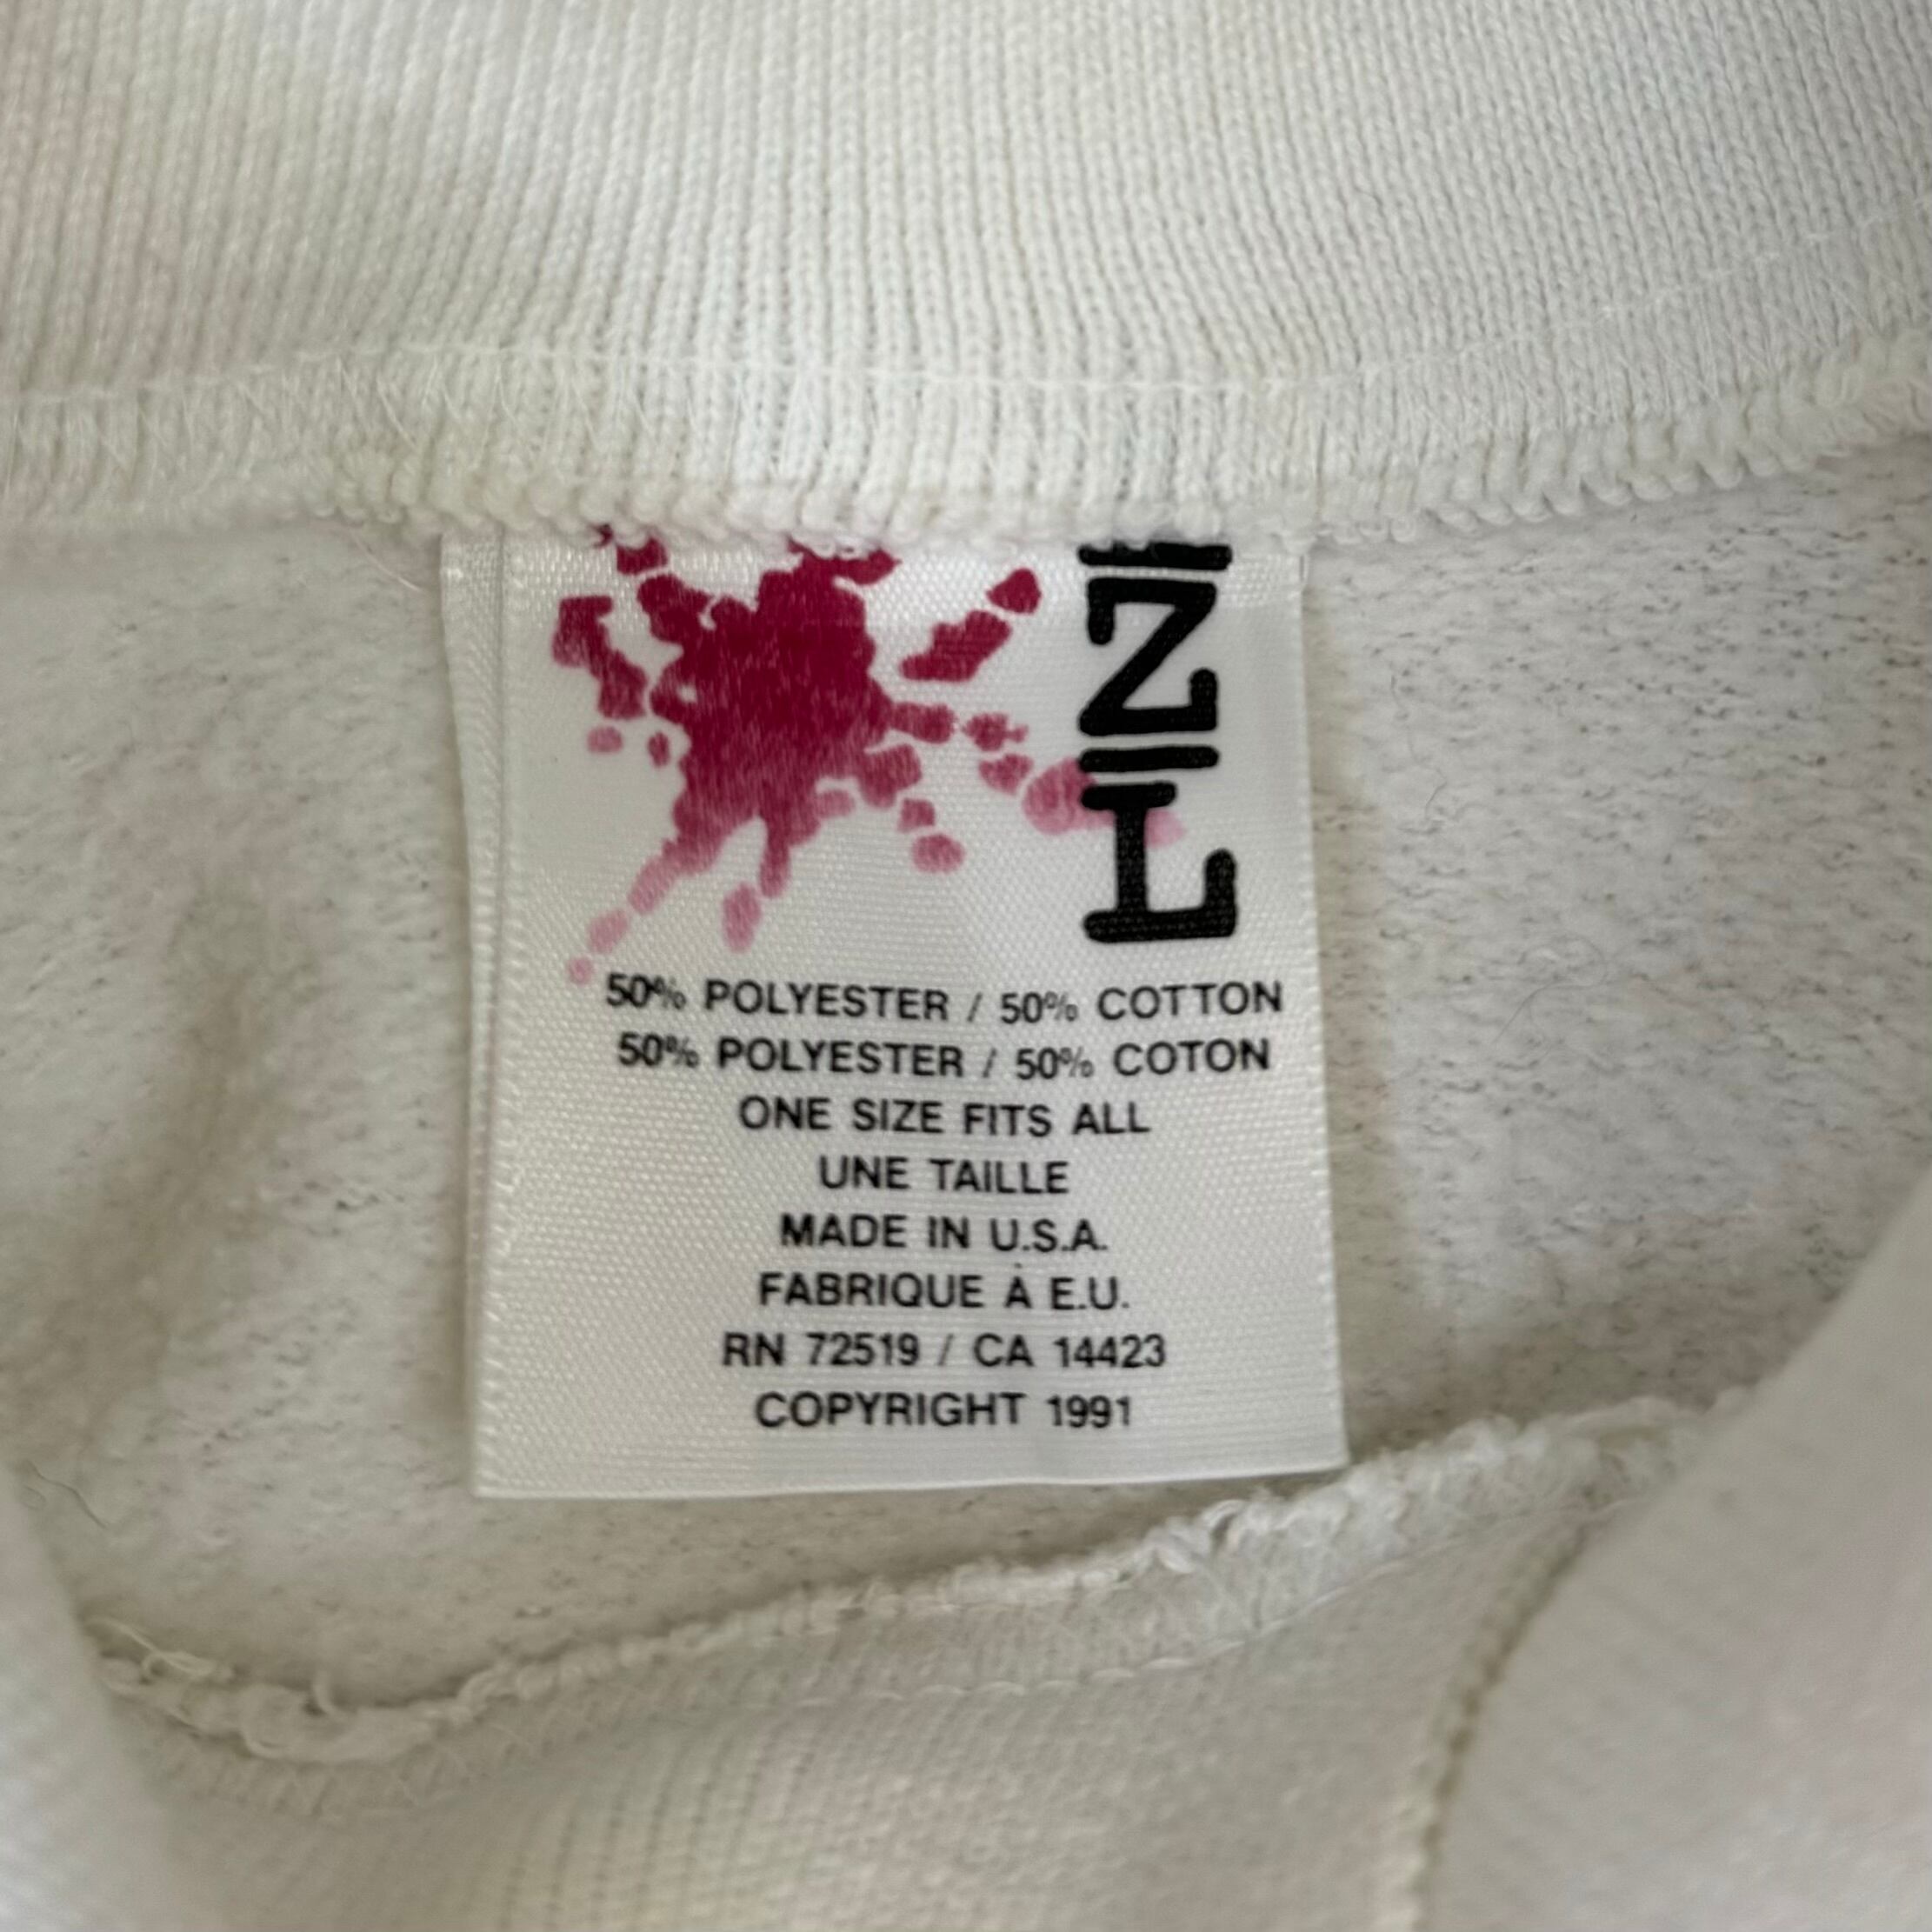 Z
L
50% POLYESTER / 50% COTTON
50% POLYESTER / 50% COTON
ONE SIZE FITS ALL
UNE TAILLE
MADE IN U.S.A.
FABRIQUE À E.U.
RN 72519 / CA 14423
COPYRIGHT 1991